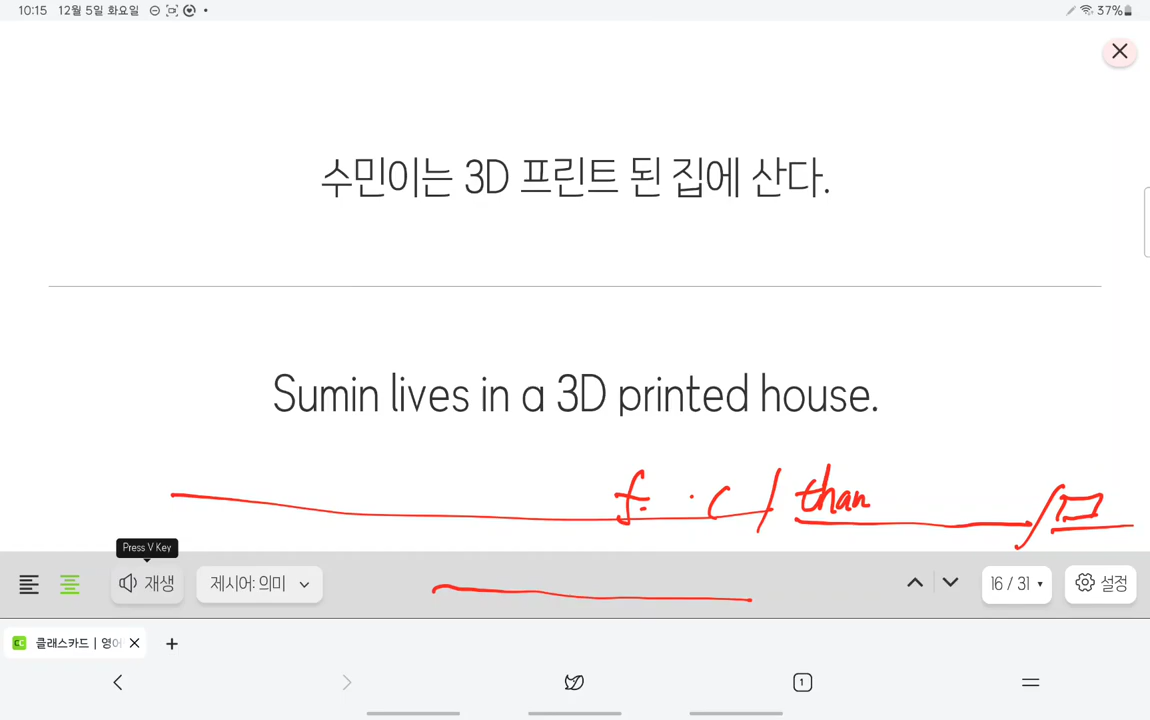 10:15 12월 5일 화요일
37%
수민이는 3D 프린트 된 집에 산다.
Sumin lives in a 3D printed house.
than
Press V Key
재생
제시어: 의미
16 / 31
설정
클래스카드 | 영어
1